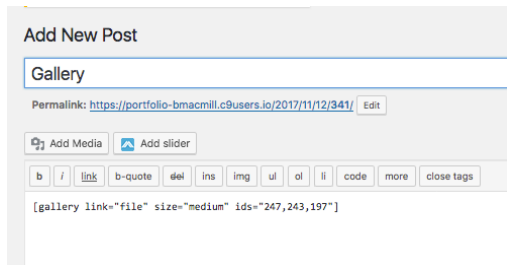 Add New Post
Gallery
Permalink: https://portfolio-bmacmill.c9users.io/2017/11/12/341/ Edit
Add Media Add slider
b i link b-quote del ins img ul ol li code more close tags
[gallery link="file" size="medium" ids="247,243,197"]